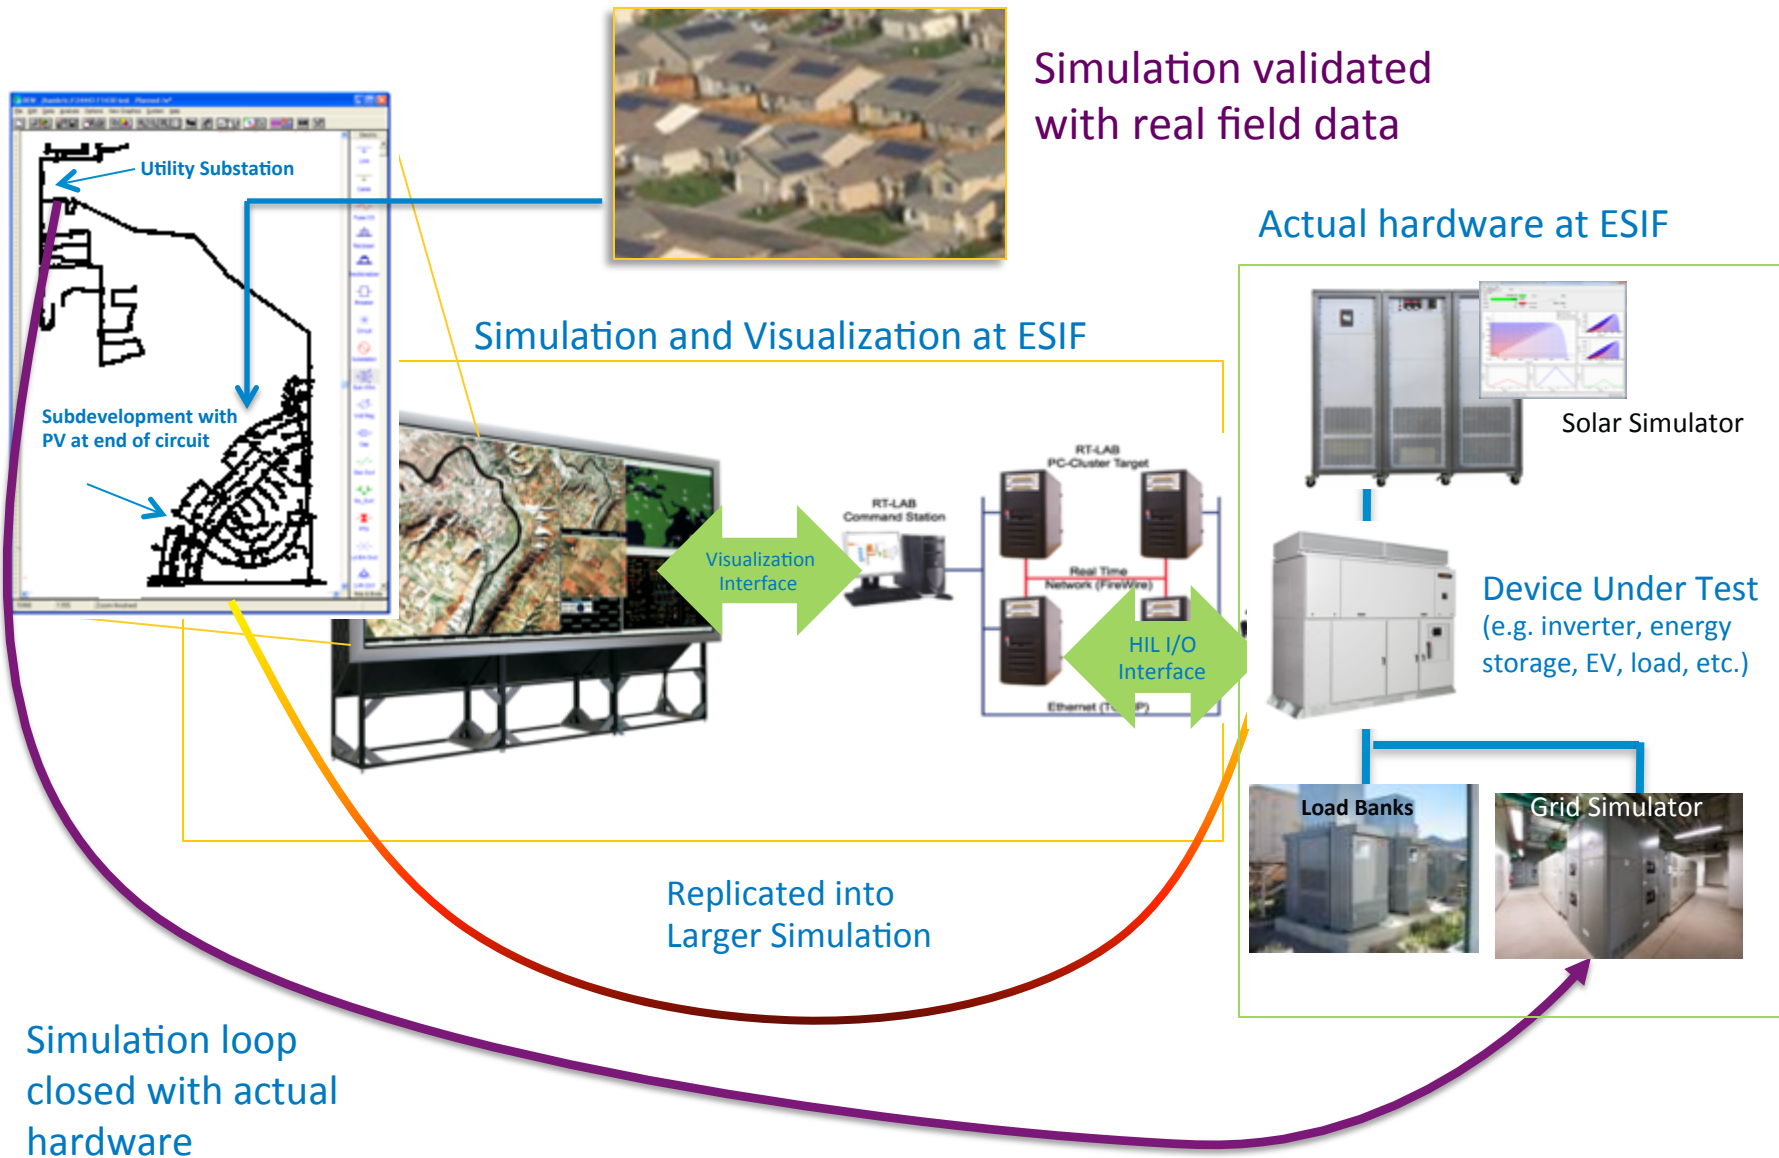 Simulation validated
with real field data
Utility Substation
Subdevelopment with
PV at end of circuit
Simulation and Visualization at ESIF
Actual hardware at ESIF
Solar Simulator
RT-LAB
PC-Cluster Target
RT-LAB
Command Station
Visualization
Interface
Real Time
Network (FireWire)
HIL I/O
Interface
Ethernet
Device Under Test
(e.g. inverter, energy
storage, EV, load, etc.)
Load Banks
Grid Simulator
Replicated into
Larger Simulation
Simulation loop
closed with actual
hardware